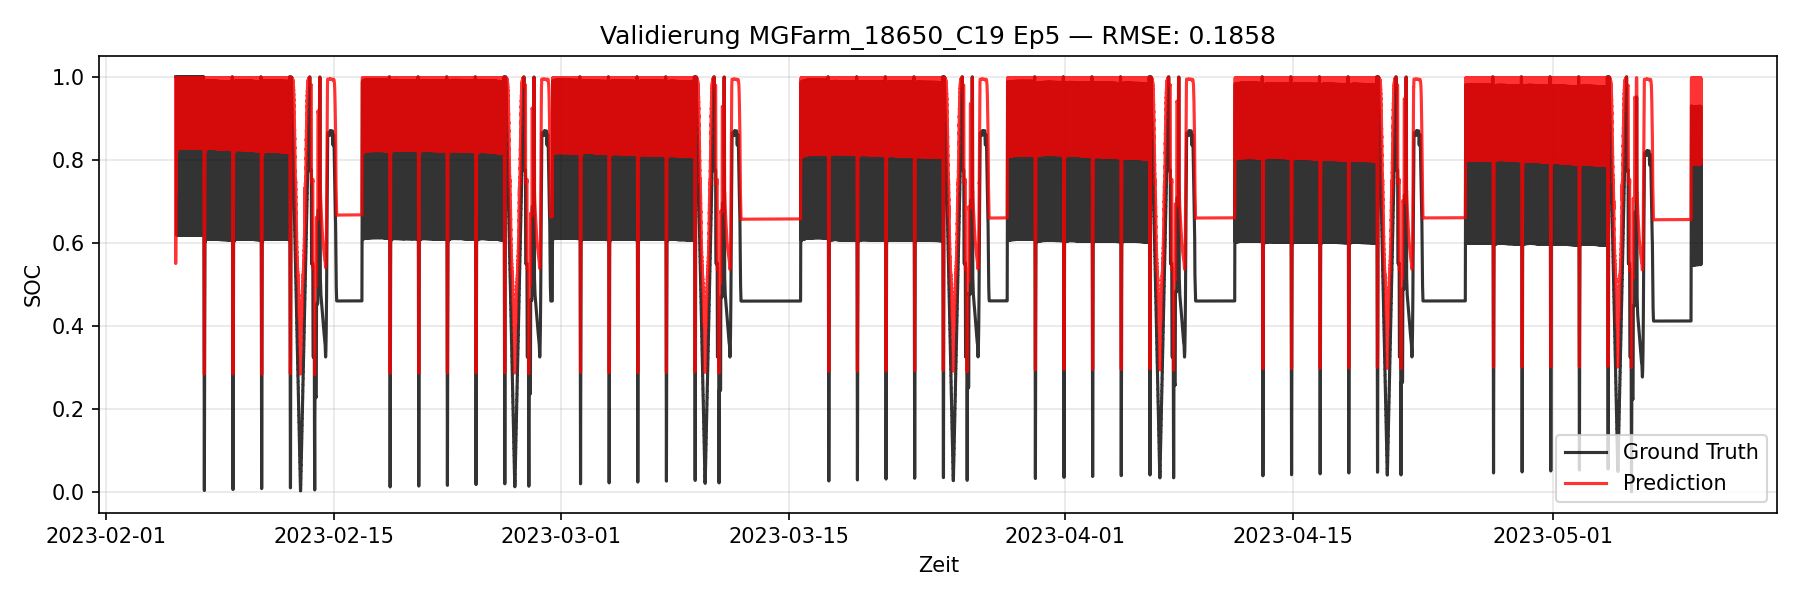 Validierung MGFarm_18650_C19 Ep5 — RMSE: 0.1858
1.0
0.8
0.6
0.4
0.2
0.0
SOC
Ground Truth
Prediction
2023-02-01 2023-02-15 2023-03-01 2023-03-15 2023-04-01 2023-04-15 2023-05-01
Zeit